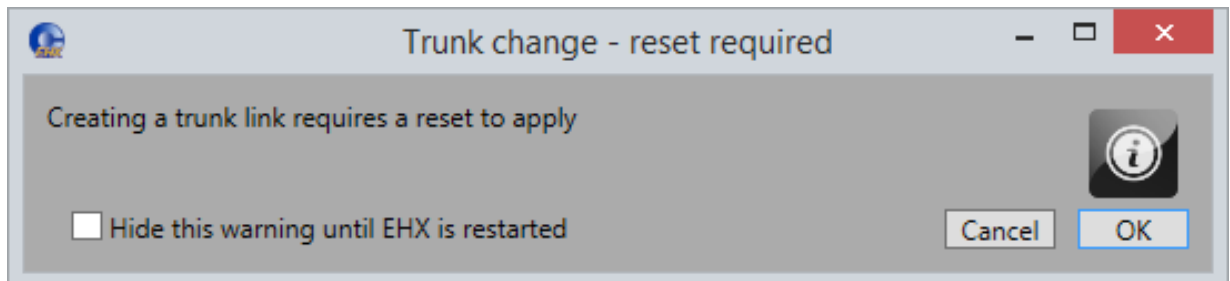 EHX
Trunk change - reset required
Creating a trunk link requires a reset to apply
i
Hide this warning until EHX is restarted
Cancel
OK